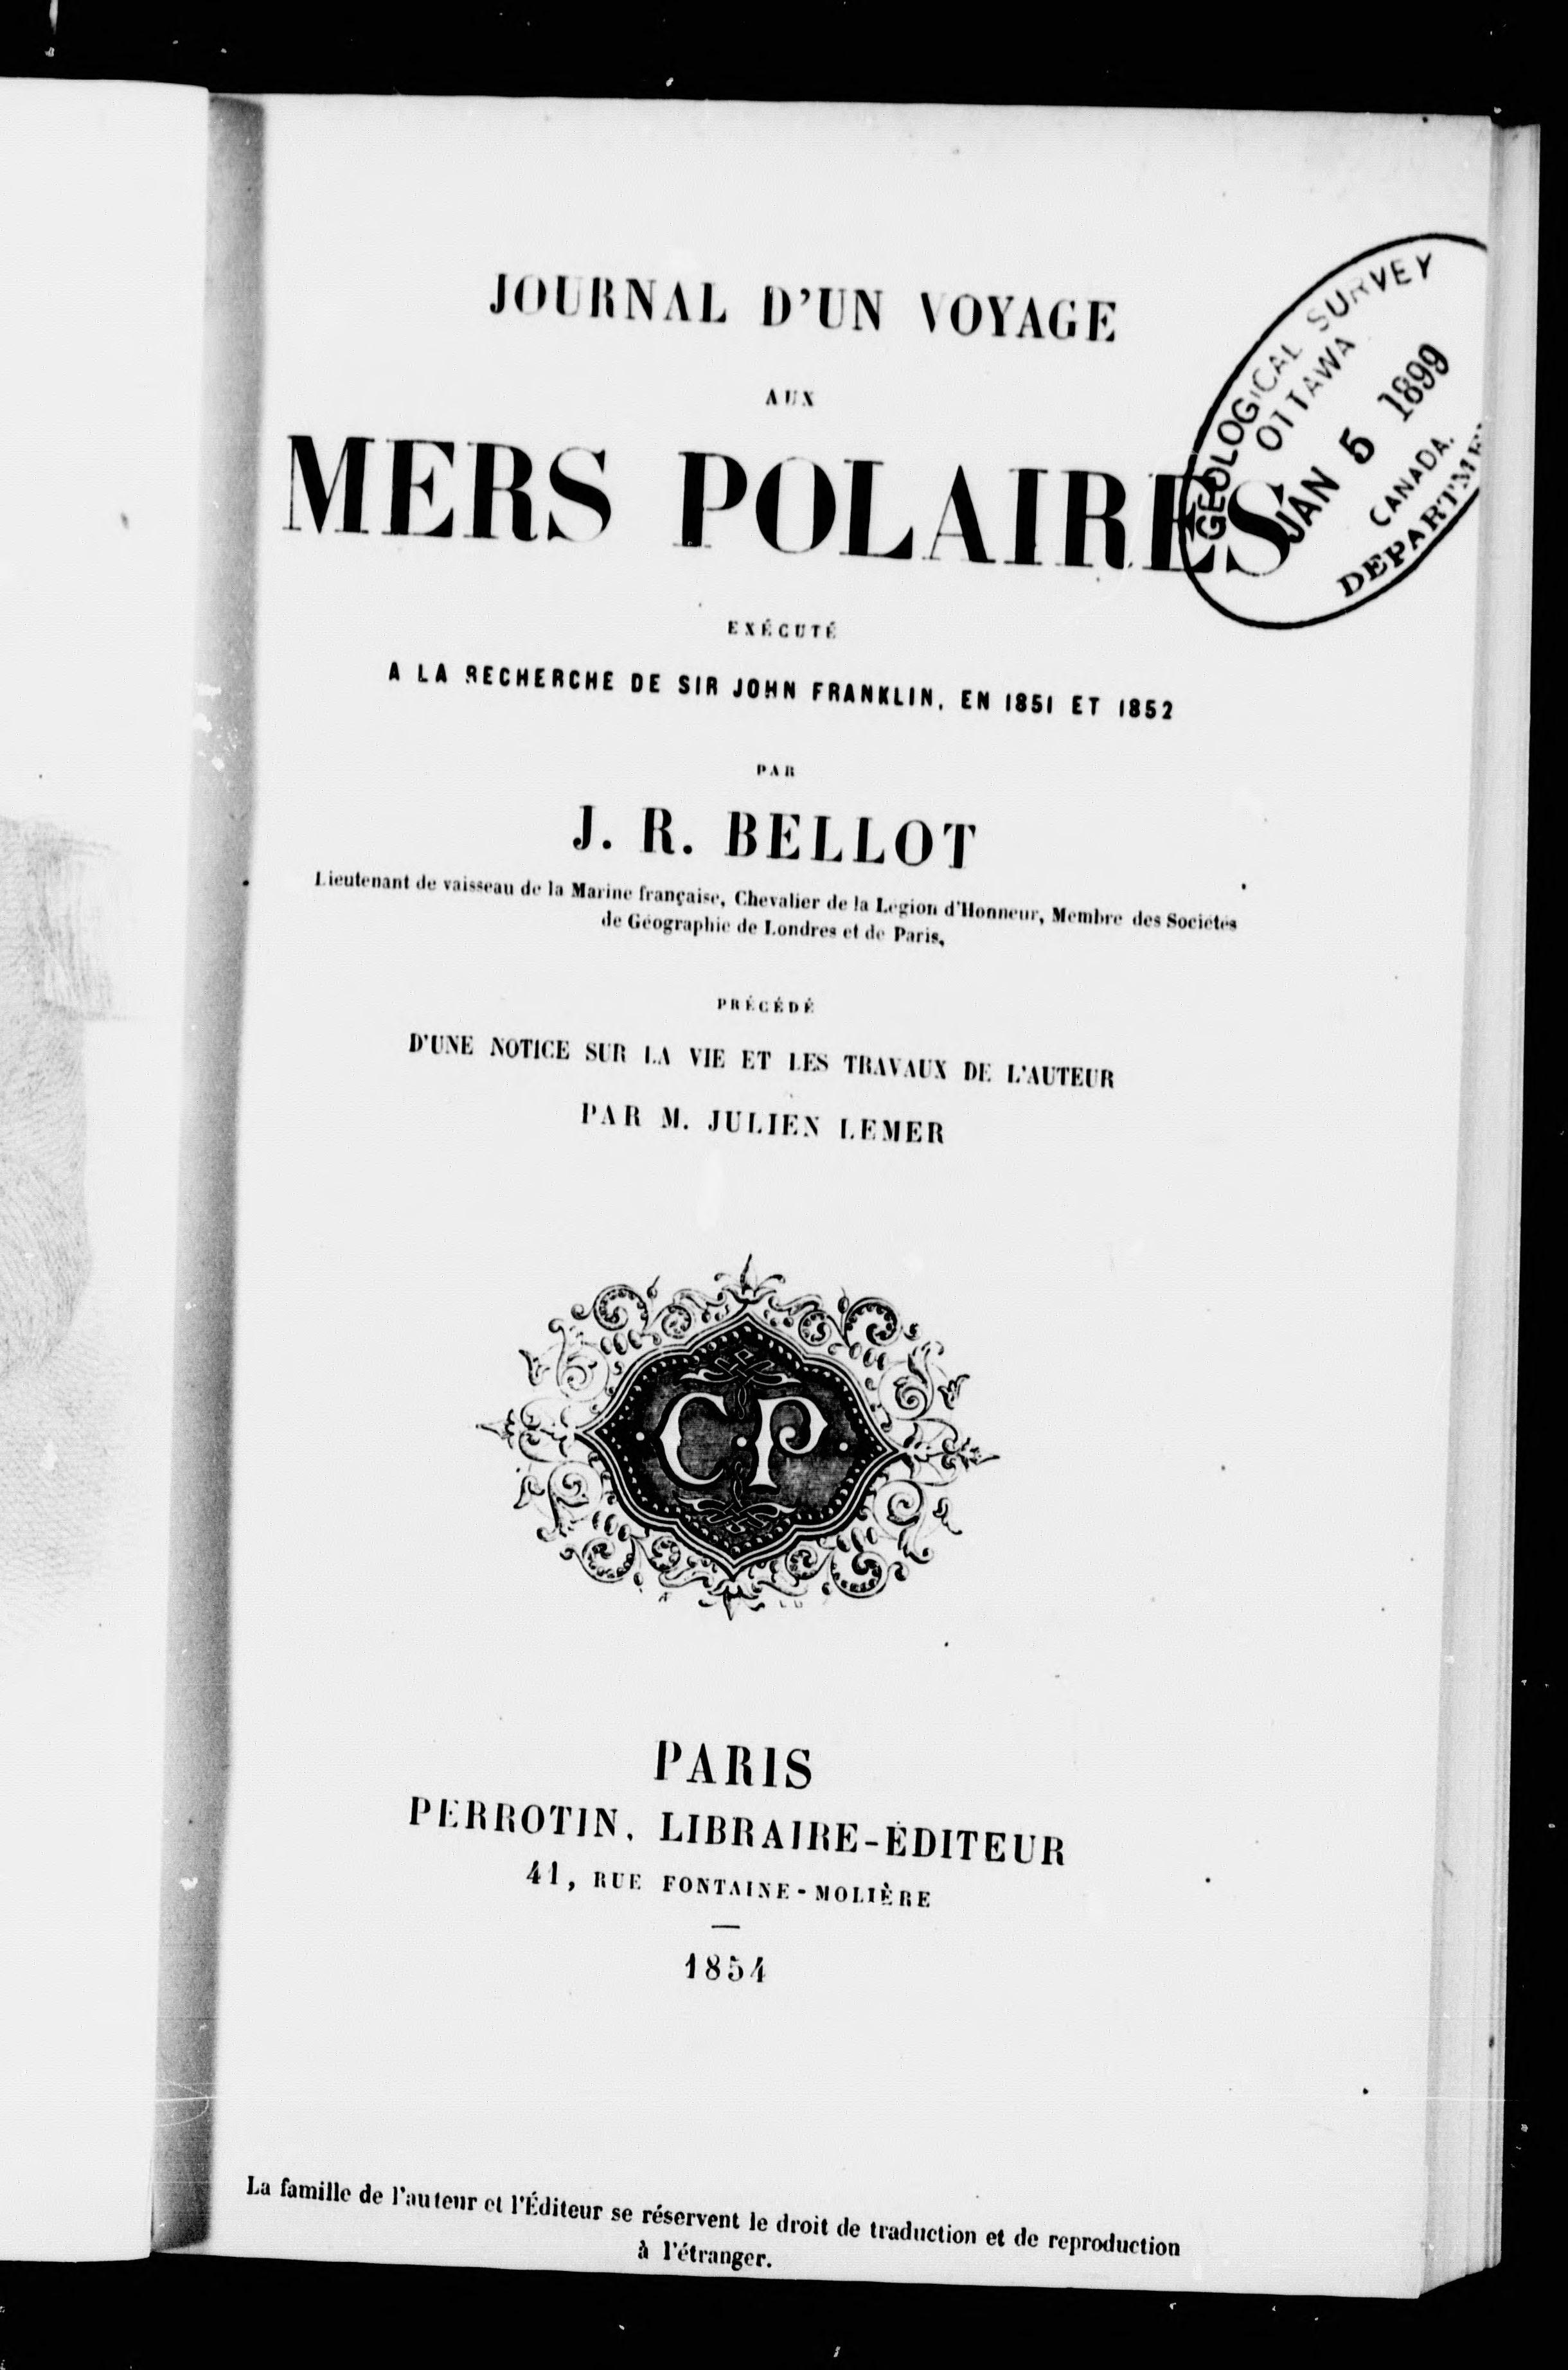 JOURNAL D'UN VOYAGE
AUX
MERS POLAIRES
EXÉCUTÉ
A LA RECHERCHE DE SIR JOHN FRANKLIN, EN 1851 ET 1852
PAR
J. R. BELLOT
Lieutenant de vaisseau de la Marine française, Chevalier de la Légion d'Honneur, Membre des Sociétés
de Géographie de Londres et de Paris,
PRÉCÉDÉ
D'UNE NOTICE SUR LA VIE ET LES TRAVAUX DE L'AUTEUR
PAR M. JULIEN LEMER
C.P
PARIS
PERROTIN, LIBRAIRE-ÉDITEUR
41, RUE FONTAINE-MOLIÈRE
1854
La famille de l'auteur et l'Éditeur se réservent le droit de traduction et de reproduction
à l'étranger.
GEOLOGICAL SURVEY
OTTAWA
JAN 5 1899
CANADA.
DEPARTME